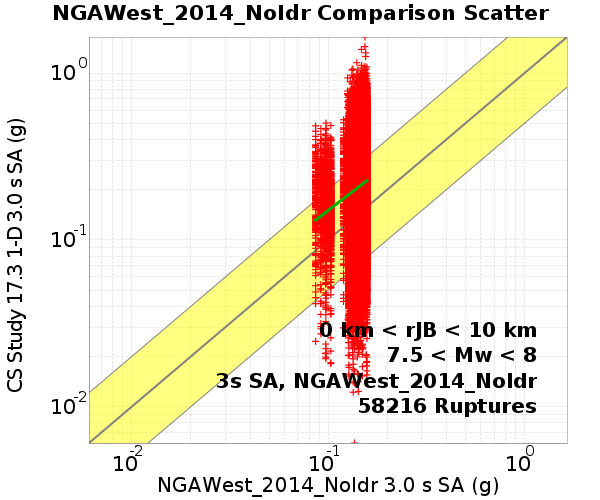 NGAWest_2014_NoIdr Comparison Scatter
CS Study 17.3 1-D 3.0 s SA (g)
10^0
10^-1
10^-2
0 km < rJB < 10 km
7.5 < Mw < 8
3s SA, NGAWest_2014_NoIdr
58216 Ruptures
10^-2 10^-1 10^0
NGAWest_2014_NoIdr 3.0 s SA (g)